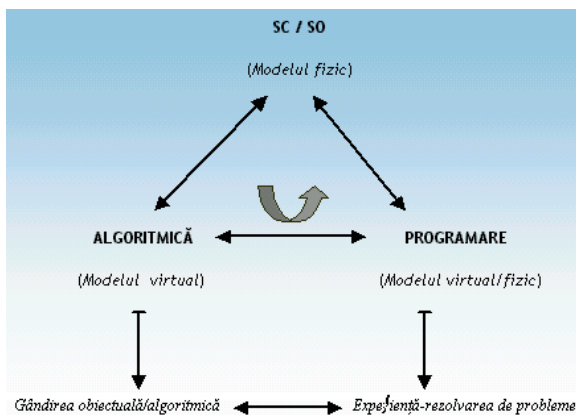 SC / SO
(Modelul fizic)
ALGORITMICĂ PROGRAMARE
(Modelul virtual) (Modelul virtual/fizic)
Gândirea obiectuală/algoritmică Experiență-rezolvarea de probleme